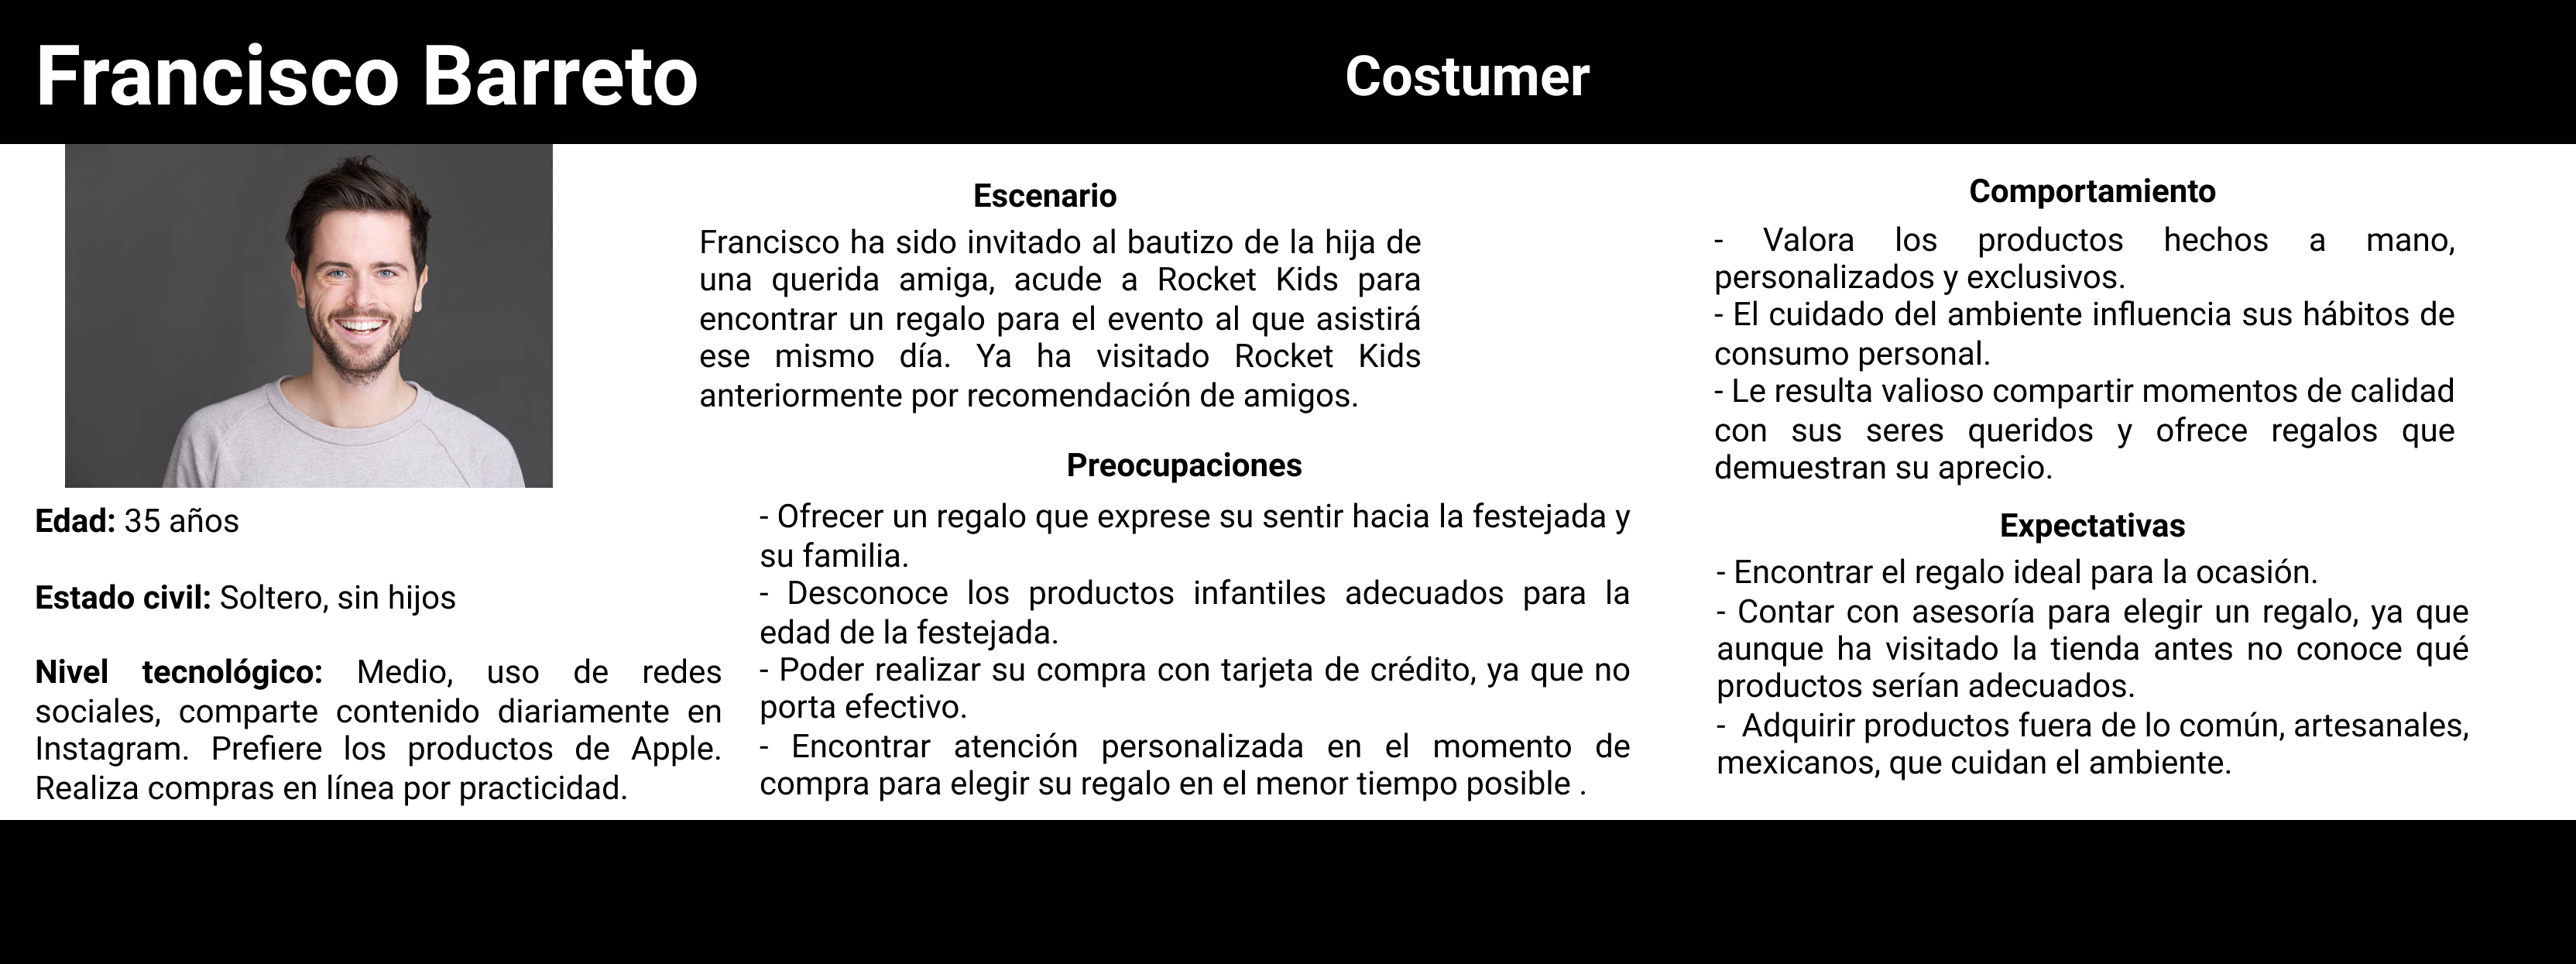 Francisco Barreto
Costumer
Edad: 35 años
Estado civil: Soltero, sin hijos
Nivel tecnológico: Medio, uso de redes
sociales, comparte contenido diariamente en
Instagram. Prefiere los productos de Apple.
Realiza compras en línea por practicidad.
Escenario
Francisco ha sido invitado al bautizo de la hija de
una querida amiga, acude a Rocket Kids para
encontrar un regalo para el evento al que asistirá
ese mismo día. Ya ha visitado Rocket Kids
anteriormente por recomendación de amigos.
Preocupaciones
- Ofrecer un regalo que exprese su sentir hacia la festejada y
su familia.
- Desconoce los productos infantiles adecuados para la
edad de la festejada.
- Poder realizar su compra con tarjeta de crédito, ya que no
porta efectivo.
- Encontrar atención personalizada en el momento de
compra para elegir su regalo en el menor tiempo posible .
Comportamiento
- Valora los productos hechos a mano,
personalizados y exclusivos.
- El cuidado del ambiente influencia sus hábitos de
consumo personal.
- Le resulta valioso compartir momentos de calidad
con sus seres queridos y ofrece regalos que
demuestran su aprecio.
Expectativas
- Encontrar el regalo ideal para la ocasión.
- Contar con asesoría para elegir un regalo, ya que
aunque ha visitado la tienda antes no conoce qué
productos serían adecuados.
- Adquirir productos fuera de lo común, artesanales,
mexicanos, que cuidan el ambiente.